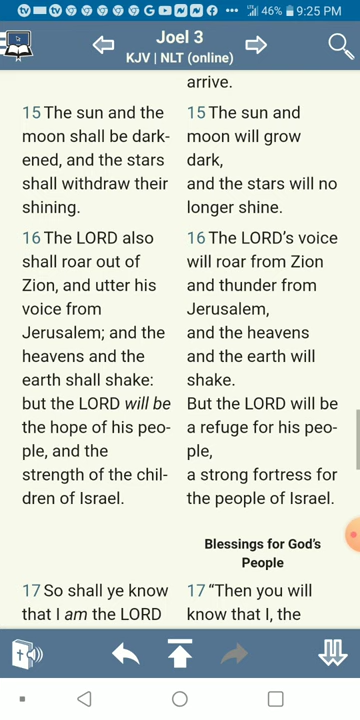 46% 9:25 PM
Joel 3
KJV | NLT (online)
arrive.
15 The sun and the
moon shall be dark-
ened, and the stars
shall withdraw their
shining.
15 The sun and
moon will grow
dark,
and the stars will no
longer shine.
16 The LORD also
shall roar out of
Zion, and utter his
voice from
Jerusalem; and the
heavens and the
earth shall shake:
but the LORD will be
the hope of his peo-
ple, and the
strength of the chil-
dren of Israel.
16 The LORD’s voice
will roar from Zion
and thunder from
Jerusalem,
and the heavens
and the earth will
shake.
But the LORD will be
a refuge for his peo-
ple,
a strong fortress for
the people of Israel.
Blessings for God’s
People
17 So shall ye know
that I am the LORD
17 “Then you will
know that I, the